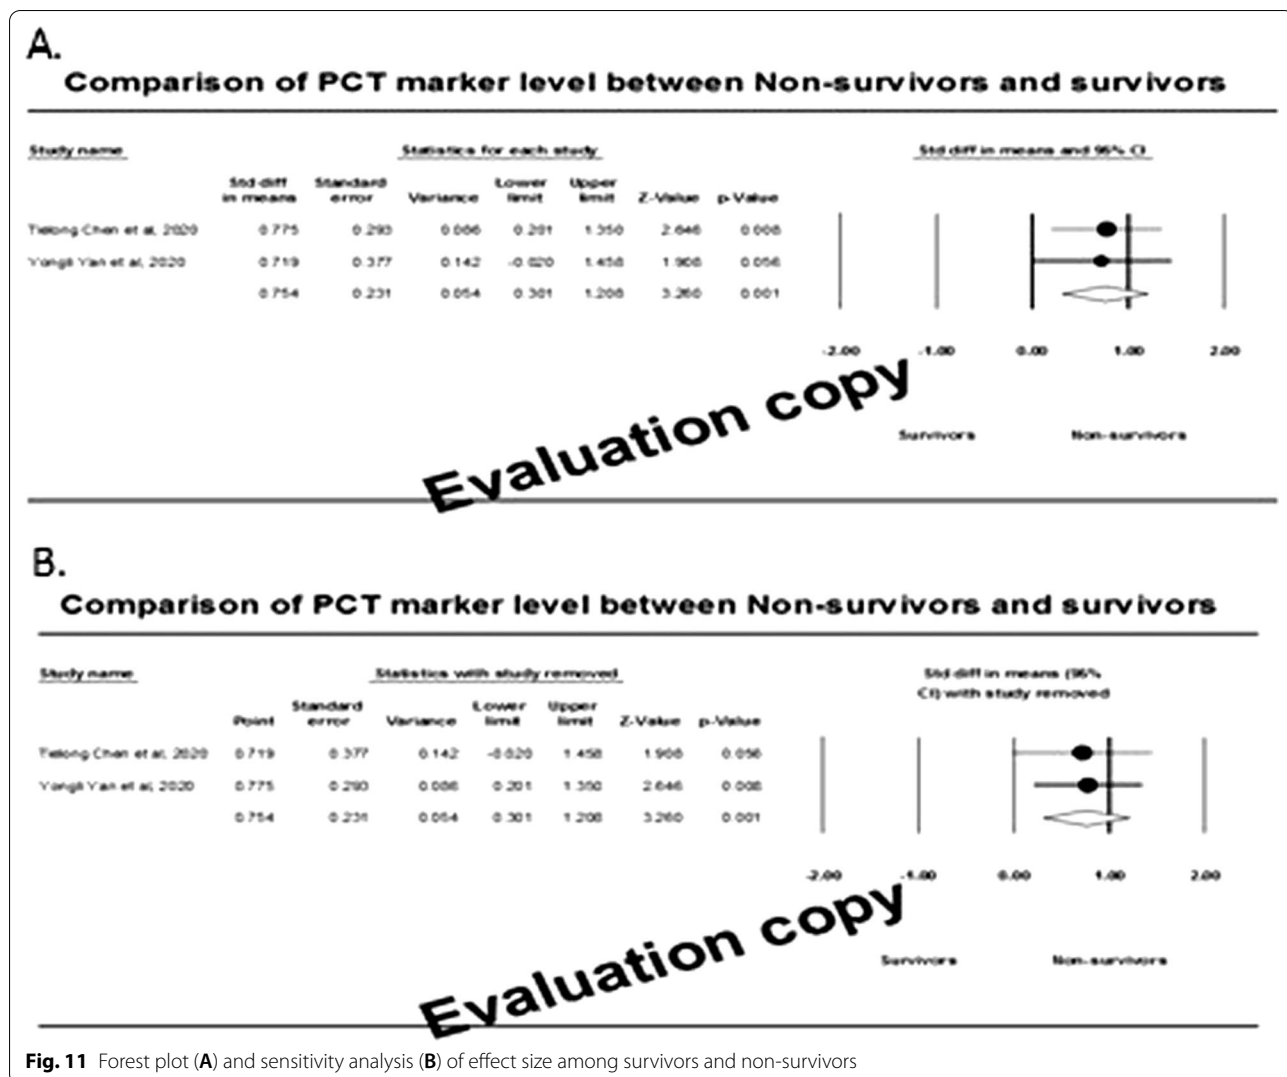 A.
Comparison of PCT marker level between Non-survivors and survivors
Study name Statistics for each study Std diff in means and 95% CI
Std diff in means Standard error Variance Lower limit Upper limit Z-Value p-Value
Tielong Chen et al, 2020 0.775 0.293 0.086 0.201 1.350 2.646 0.008
Yongli Yan et al, 2020 0.719 0.377 0.142 -0.020 1.458 1.908 0.056
0.754 0.231 0.054 0.301 1.208 3.260 0.001
-2.00 -1.00 0.00 1.00 2.00
Evaluation copy
Survivors Non-survivors
B.
Comparison of PCT marker level between Non-survivors and survivors
Study name Statistics with study removed Std diff in means (95%
CI) with study removed
Point Standard error Variance Lower limit Upper limit Z-Value p-Value
Tielong Chen et al, 2020 0.719 0.377 0.142 -0.020 1.458 1.908 0.056
Yongli Yan et al, 2020 0.775 0.293 0.086 0.201 1.350 2.646 0.008
0.754 0.231 0.054 0.301 1.208 3.260 0.001
-2.00 -1.00 0.00 1.00 2.00
Evaluation copy
Survivors Non-survivors
Fig. 11 Forest plot (A) and sensitivity analysis (B) of effect size among survivors and non-survivors